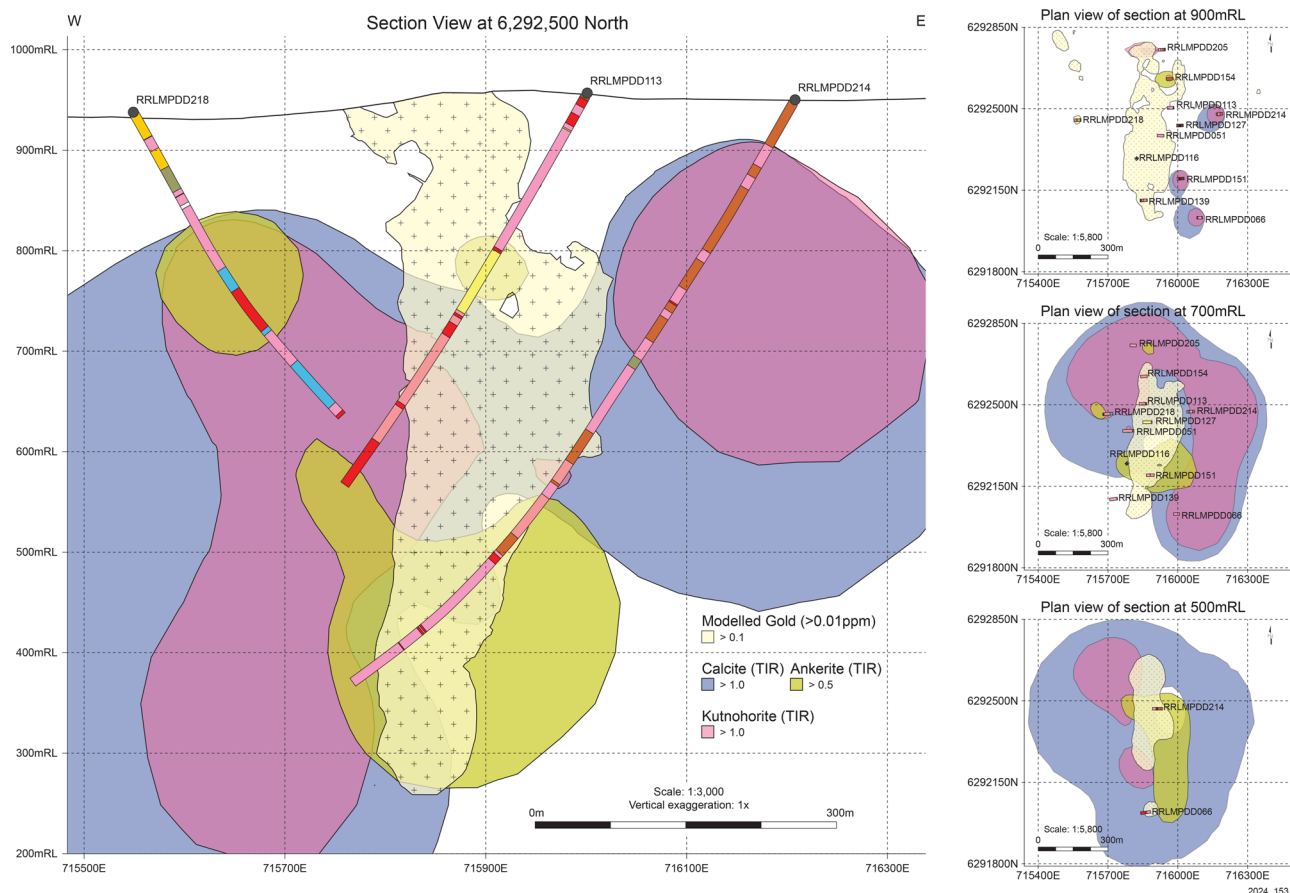 W
Section View at 6,292,500 North
E
1000mRL
900mRL
800mRL
700mRL
600mRL
500mRL
400mRL
300mRL
200mRL
715500E
715700E
715900E
716100E
716300E
RRLMPDD218
RRLMPDD113
RRLMPDD214
Modelled Gold (>0.01ppm)
> 0.1
Calcite (TIR)
> 1.0
Ankerite (TIR)
> 0.5
Kutnohorite (TIR)
> 1.0
Scale: 1:3,000
Vertical exaggeration: 1x
0m
300m
Plan view of section at 900mRL
6292850N
6292500N
6292150N
6291800N
RRLMPDD205
RRLMPDD154
RRLMPDD113
RRLMPDD214
RRLMPDD218
RRLMPDD127
RRLMPDD051
RRLMPDD116
RRLMPDD151
RRLMPDD139
RRLMPDD066
Scale: 1:5,800
0
300m
715400E
715700E
716000E
716300E
Plan view of section at 700mRL
6292850N
6292500N
6292150N
6291800N
RRLMPDD205
RRLMPDD154
RRLMPDD113
RRLMPDD218
RRLMPDD214
RRLMPDD127
RRLMPDD051
RRLMPDD116
RRLMPDD151
RRLMPDD139
RRLMPDD066
Scale: 1:5,800
0
300m
715400E
715700E
716000E
716300E
Plan view of section at 500mRL
6292850N
6292500N
6292150N
6291800N
RRLMPDD214
RRLMPDD066
Scale: 1:5,800
0
300m
715400E
715700E
716000E
716300E
2024_153